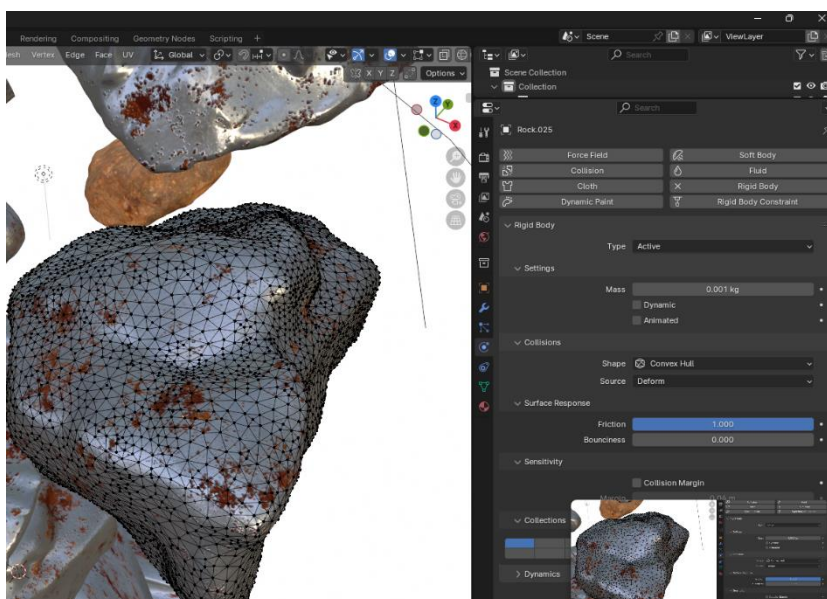 Rendering Compositing Geometry Nodes Scripting +
Scene ViewLayer
esh Vertex Edge Face UV Global
Search
X Y Z Options
Scene Collection
Collection
Search
Z Y X
Rock.025
Force Field Soft Body
Collision Fluid
Cloth Rigid Body
Dynamic Paint Rigid Body Constraint
Rigid Body
Type Active
Settings
Mass 0.001 kg
Dynamic
Animated
Collisions
Shape Convex Hull
Source Deform
Surface Response
Friction 1.000
Bounciness 0.000
Sensitivity
Collision Margin
Collections
Dynamics